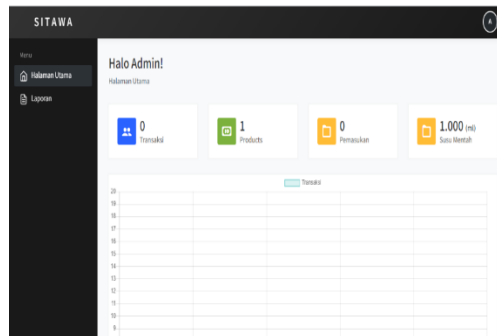 SITAWA
A
Menu
Halaman Utama
Laporan
Halo Admin!
Halaman Utama
0
Transaksi
1
Products
0
Pemasukan
1.000 (ml)
Susu Mentah
Transaksi
20
19
18
17
16
15
14
13
12
11
10
9